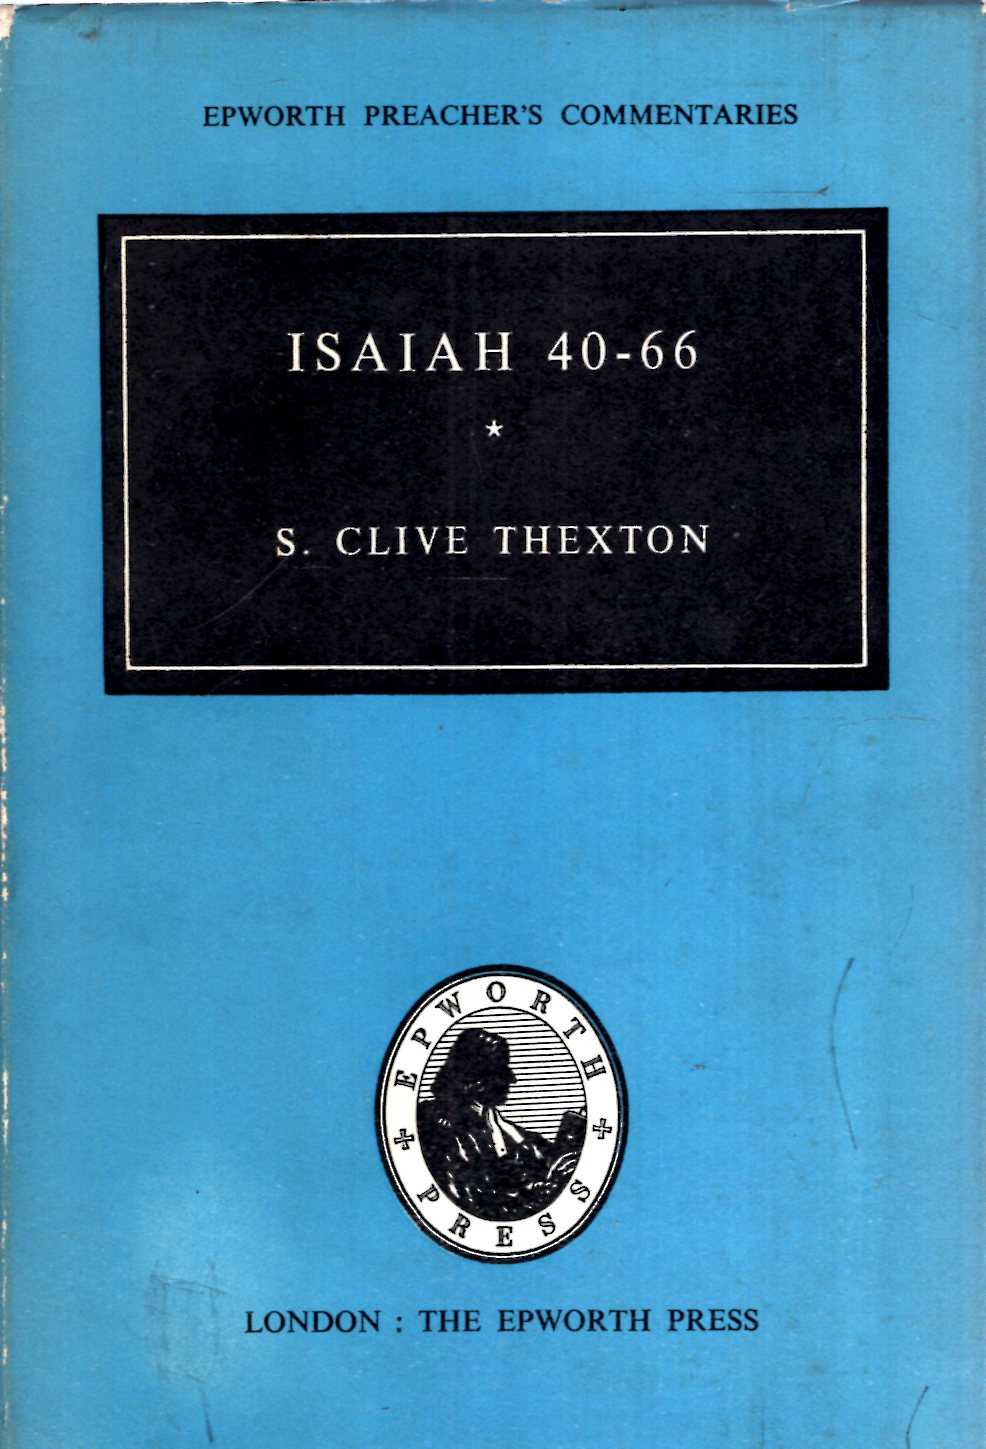 EPWORTH PREACHER'S COMMENTARIES
ISAIAH 40-66
S. CLIVE THEXTON
EPWORTH
PRESS
LONDON : THE EPWORTH PRESS